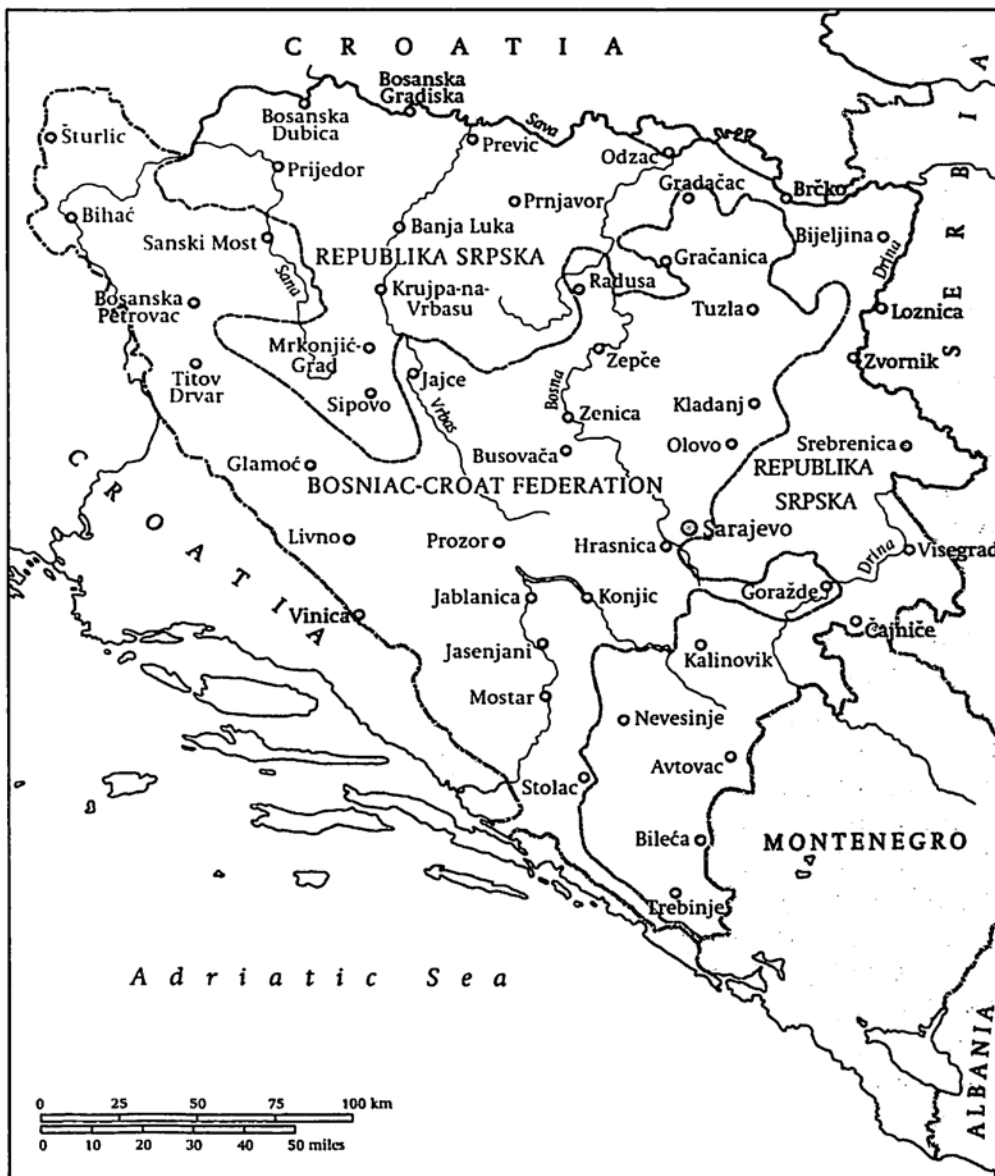 C R O A T I A
Bosanska
Gradiska
Bosanska
Dubica
Sava
Šturlic
Previc
Odzac
Prijedor
Gradačac
Brčko
Prnjavor
Bihać
Banja Luka
Bijeljina
Sanski Most
Drina
REPUBLIKA SRPSKA
Gračanica
S E R B I A
Sana
Krujpa-na-
Vrbasu
Radusa
Bosanska
Petrovac
Tuzla
Loznica
Mrkonjić-
Grad
Zepče
Zvornik
Titov
Drvar
Jajce
Sipovo
Vrbas
Bosna
Zenica
Kladanj
Olovo
Srebrenica
Busovača
Glamoć
REPUBLIKA
SRPSKA
BOSNIAC-CROAT FEDERATION
C R O A T I A
Sarajevo
Livno
Prozor
Hrasnica
Drina
Visegrad
Goražde
Jablanica
Konjic
Vinica
Čajniče
Jasenjani
Kalinovik
Mostar
Nevesinje
Avtovac
Stolac
Bileća
MONTENEGRO
Trebinje
Adriatic Sea
ALBANIA
0 25 50 75 100 km
0 10 20 30 40 50 miles